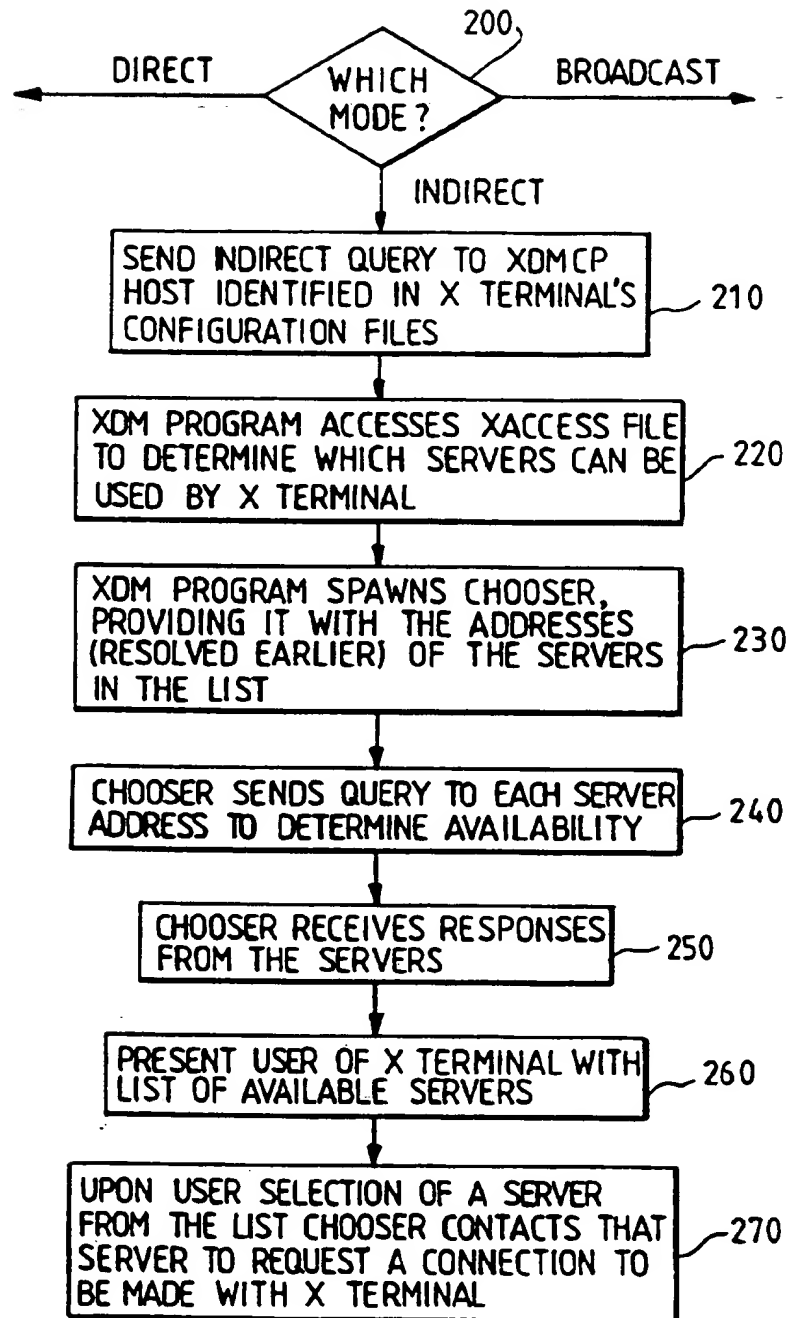 200
DIRECT
WHICH
MODE?
BROADCAST
INDIRECT
SEND INDIRECT QUERY TO XDMCP
HOST IDENTIFIED IN X TERMINAL'S
CONFIGURATION FILES
210
XDM PROGRAM ACCESSES XACCESS FILE
TO DETERMINE WHICH SERVERS CAN BE
USED BY X TERMINAL
220
XDM PROGRAM SPAWNS CHOOSER,
PROVIDING IT WITH THE ADDRESSES
(RESOLVED EARLIER) OF THE SERVERS
IN THE LIST
230
CHOOSER SENDS QUERY TO EACH SERVER
ADDRESS TO DETERMINE AVAILABILITY
240
CHOOSER RECEIVES RESPONSES
FROM THE SERVERS
250
PRESENT USER OF X TERMINAL WITH
LIST OF AVAILABLE SERVERS
260
UPON USER SELECTION OF A SERVER
FROM THE LIST CHOOSER CONTACTS THAT
SERVER TO REQUEST A CONNECTION TO
BE MADE WITH X TERMINAL
270